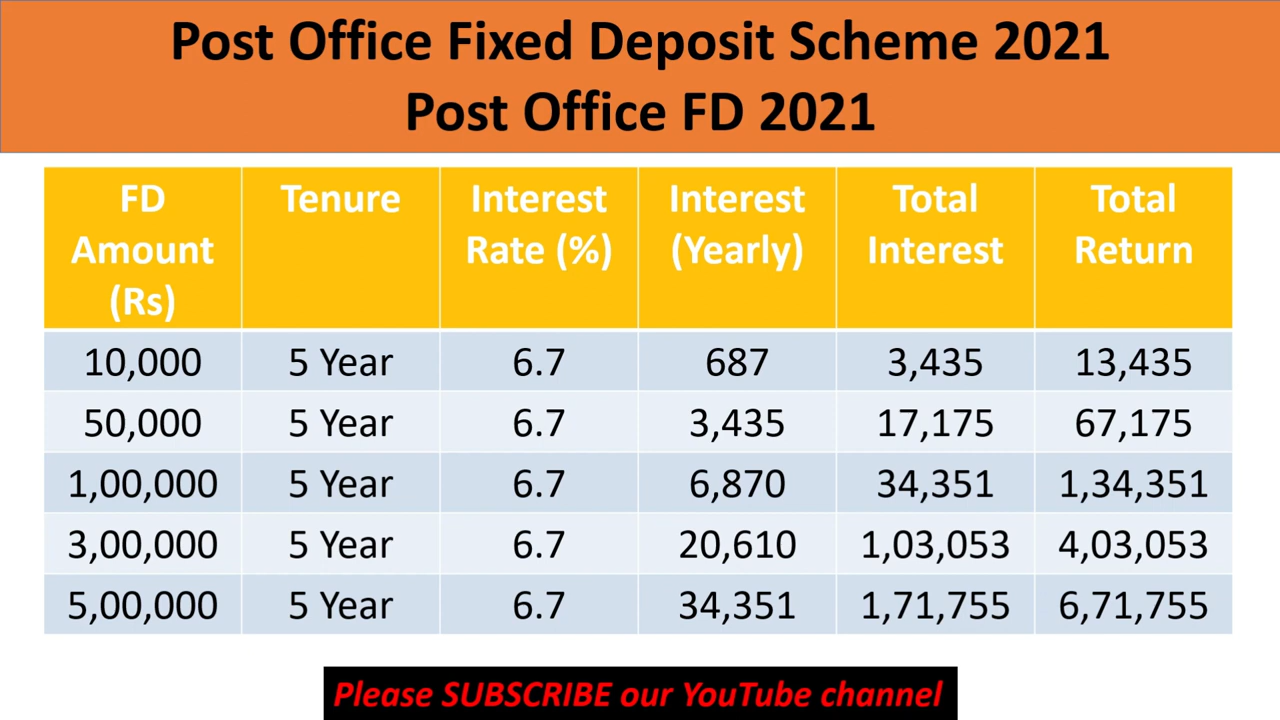 Post Office Fixed Deposit Scheme 2021
Post Office FD 2021
FD Amount (Rs) Tenure Interest Rate (%) Interest (Yearly) Total Interest Total Return
10,000 5 Year 6.7 687 3,435 13,435
50,000 5 Year 6.7 3,435 17,175 67,175
1,00,000 5 Year 6.7 6,870 34,351 1,34,351
3,00,000 5 Year 6.7 20,610 1,03,053 4,03,053
5,00,000 5 Year 6.7 34,351 1,71,755 6,71,755
Please SUBSCRIBE our YouTube channel